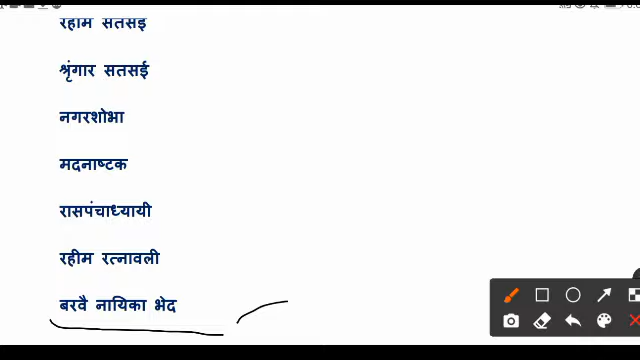 रहीम सतसई
श्रृंगार सतसई
नगरशोभा
मदनाष्टक
रासपंचाध्यायी
रहीम रत्नावली
बरवै नायिका भेद